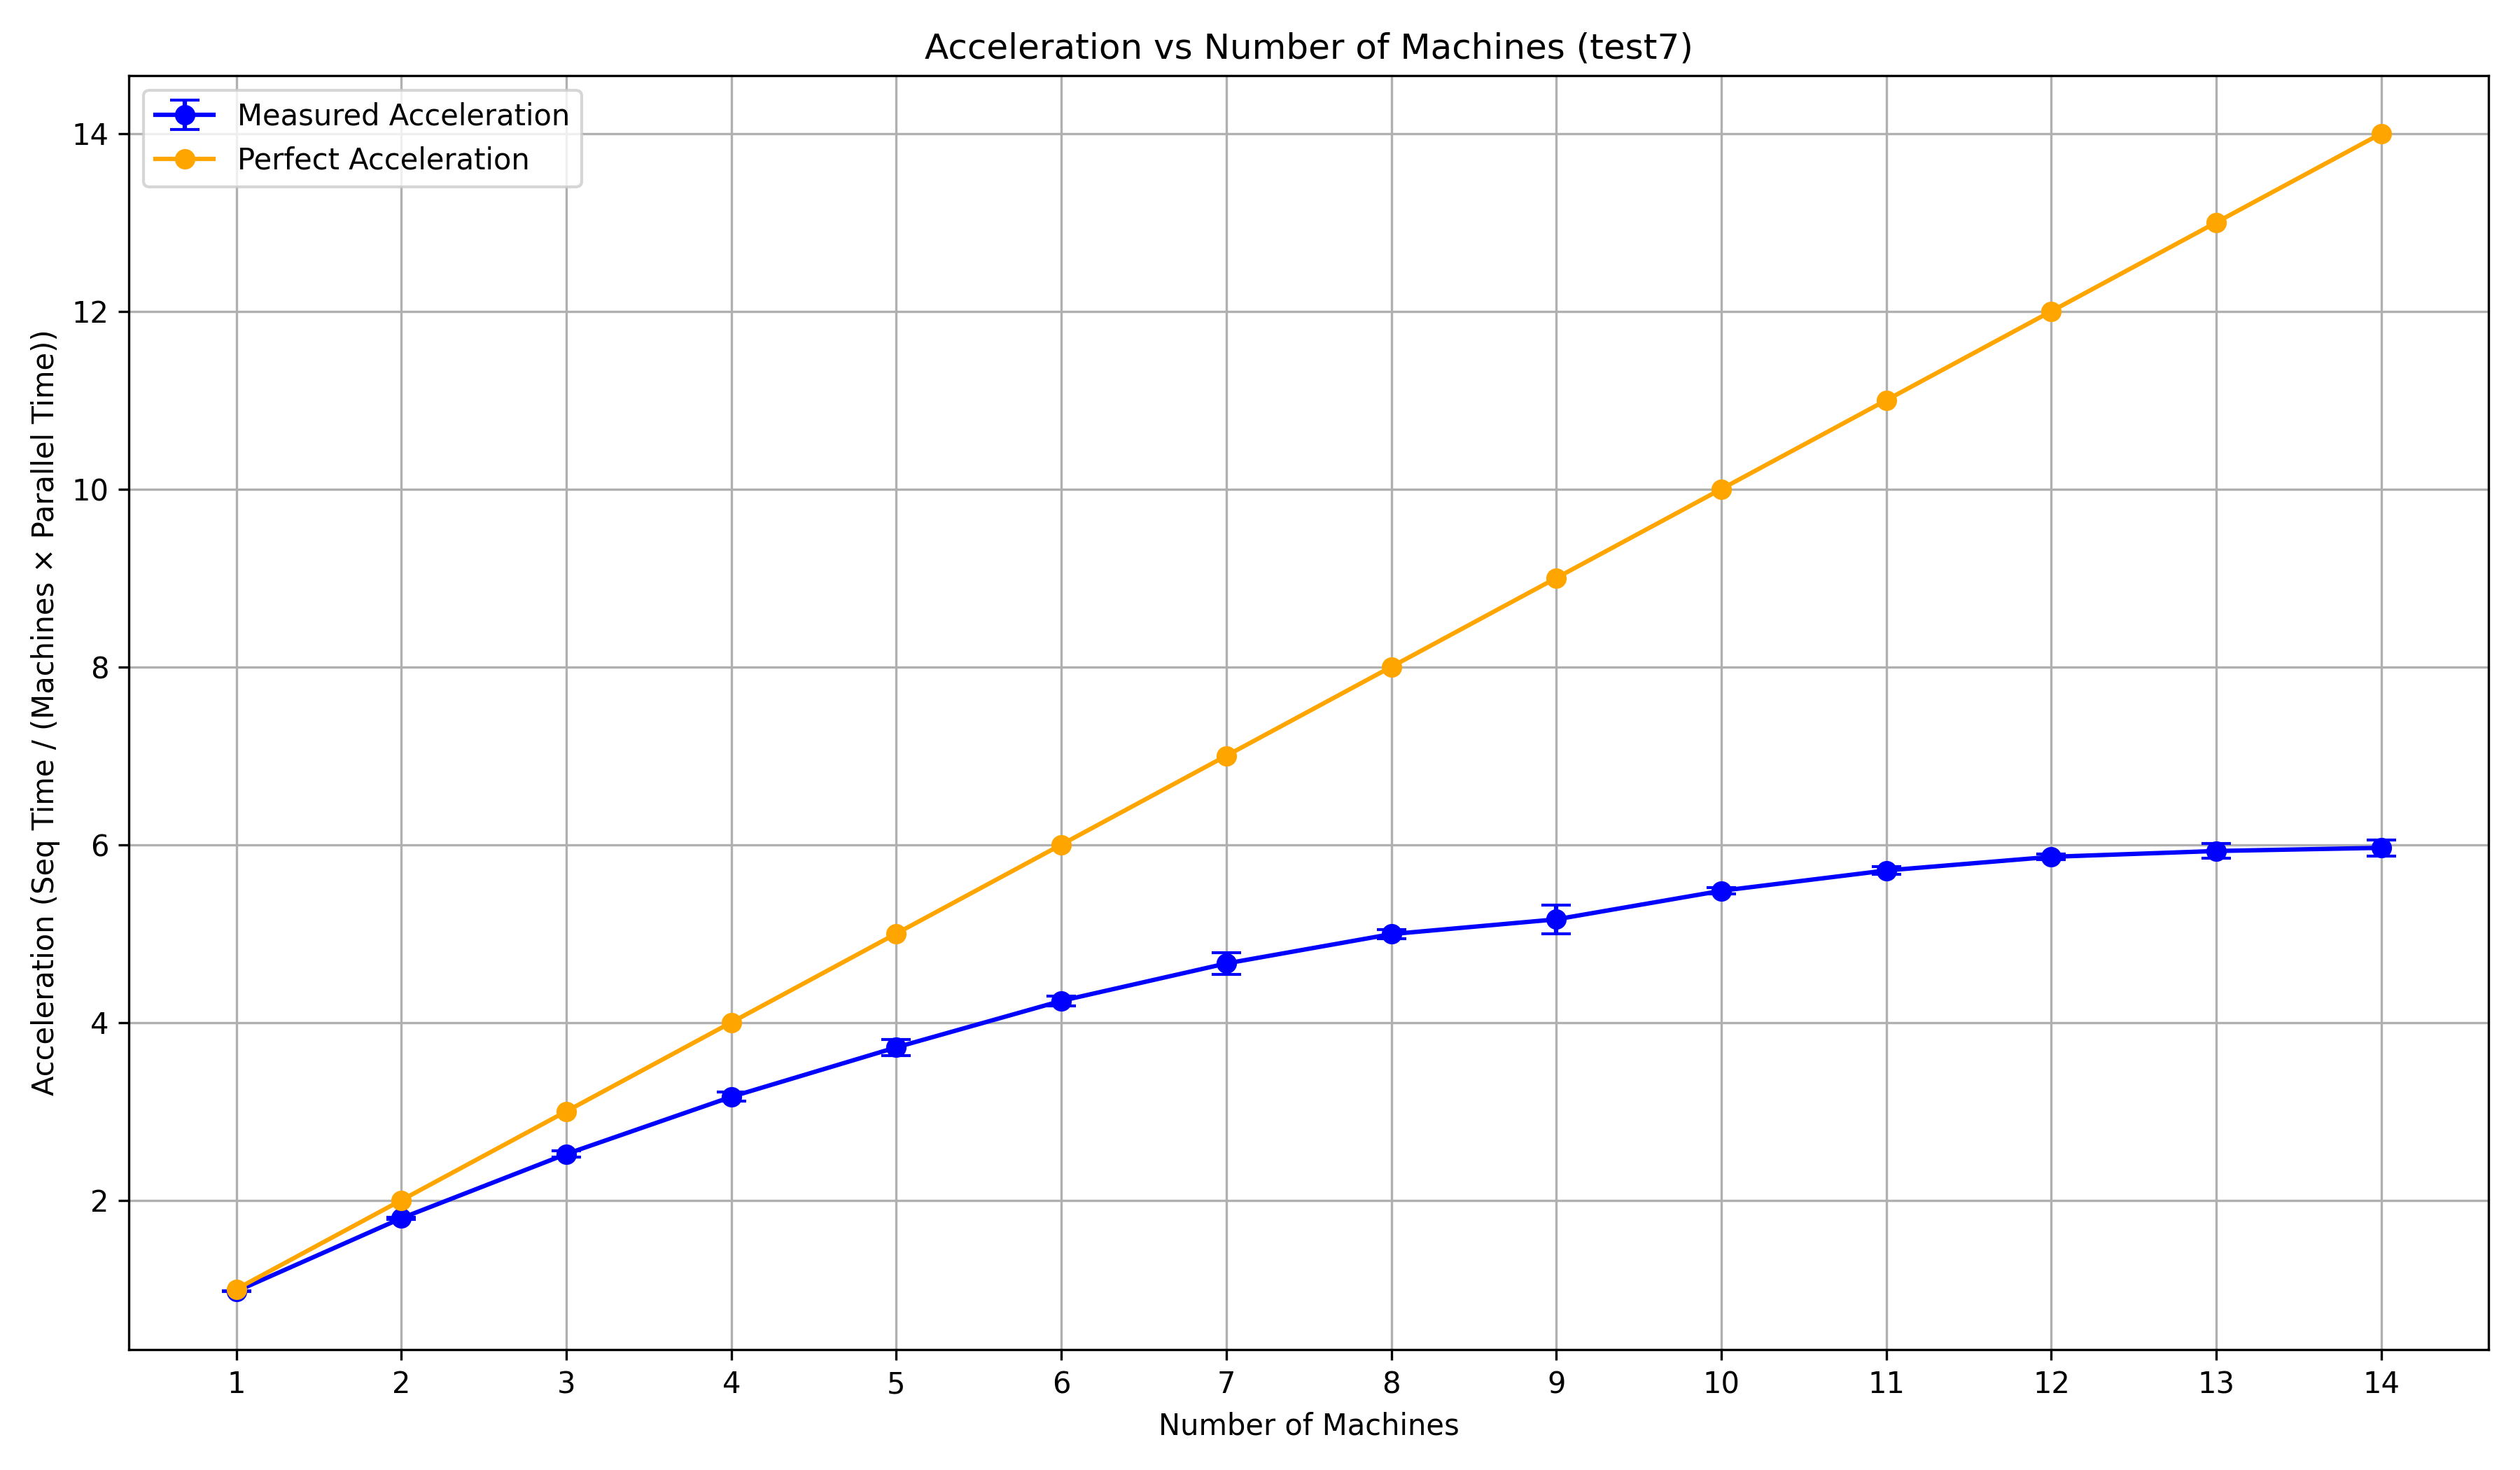 Acceleration vs Number of Machines (test7)
Measured Acceleration
Perfect Acceleration
Acceleration (Seq Time / (Machines × Parallel Time))
14
12
10
8
6
4
2
1 2 3 4 5 6 7 8 9 10 11 12 13 14
Number of Machines